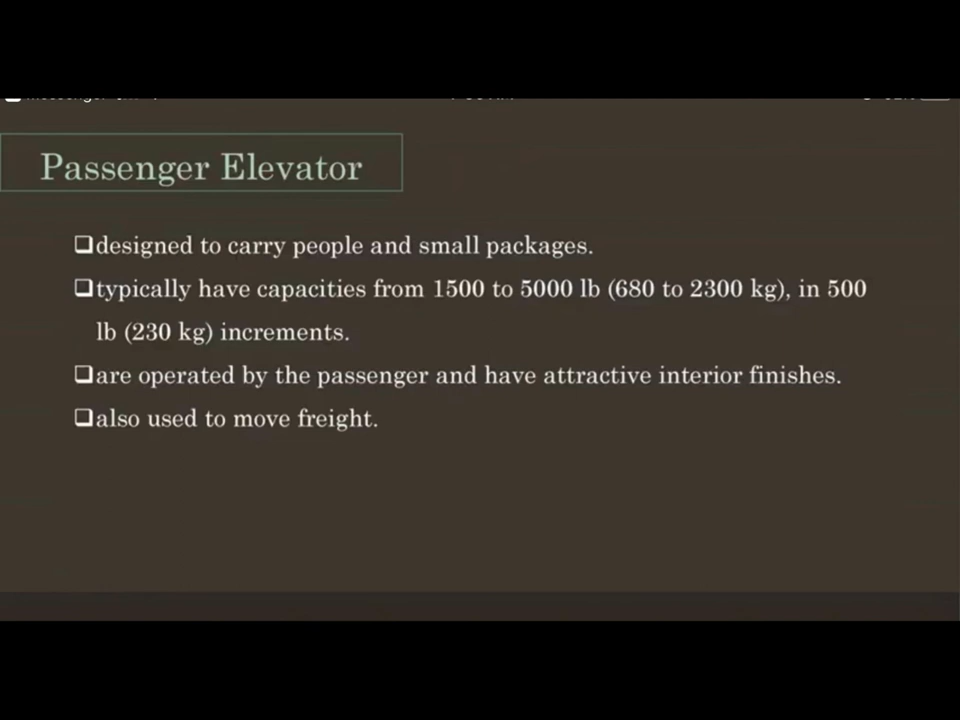 Passenger Elevator
❑designed to carry people and small packages.
❑typically have capacities from 1500 to 5000 lb (680 to 2300 kg), in 500
lb (230 kg) increments.
❑are operated by the passenger and have attractive interior finishes.
❑also used to move freight.